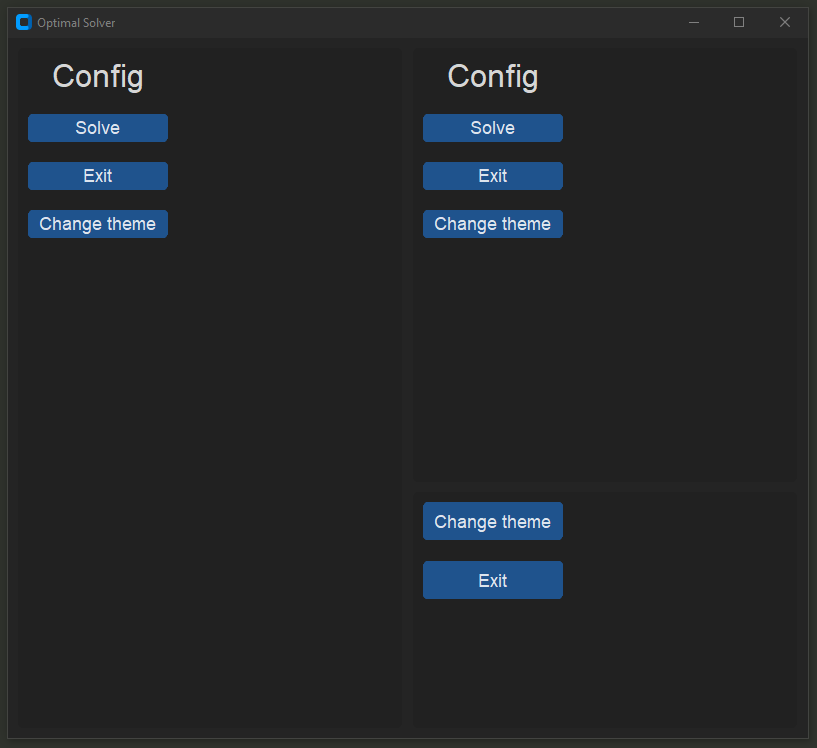 Optimal Solver
Config
Solve
Exit
Change theme
Config
Solve
Exit
Change theme
Change theme
Exit